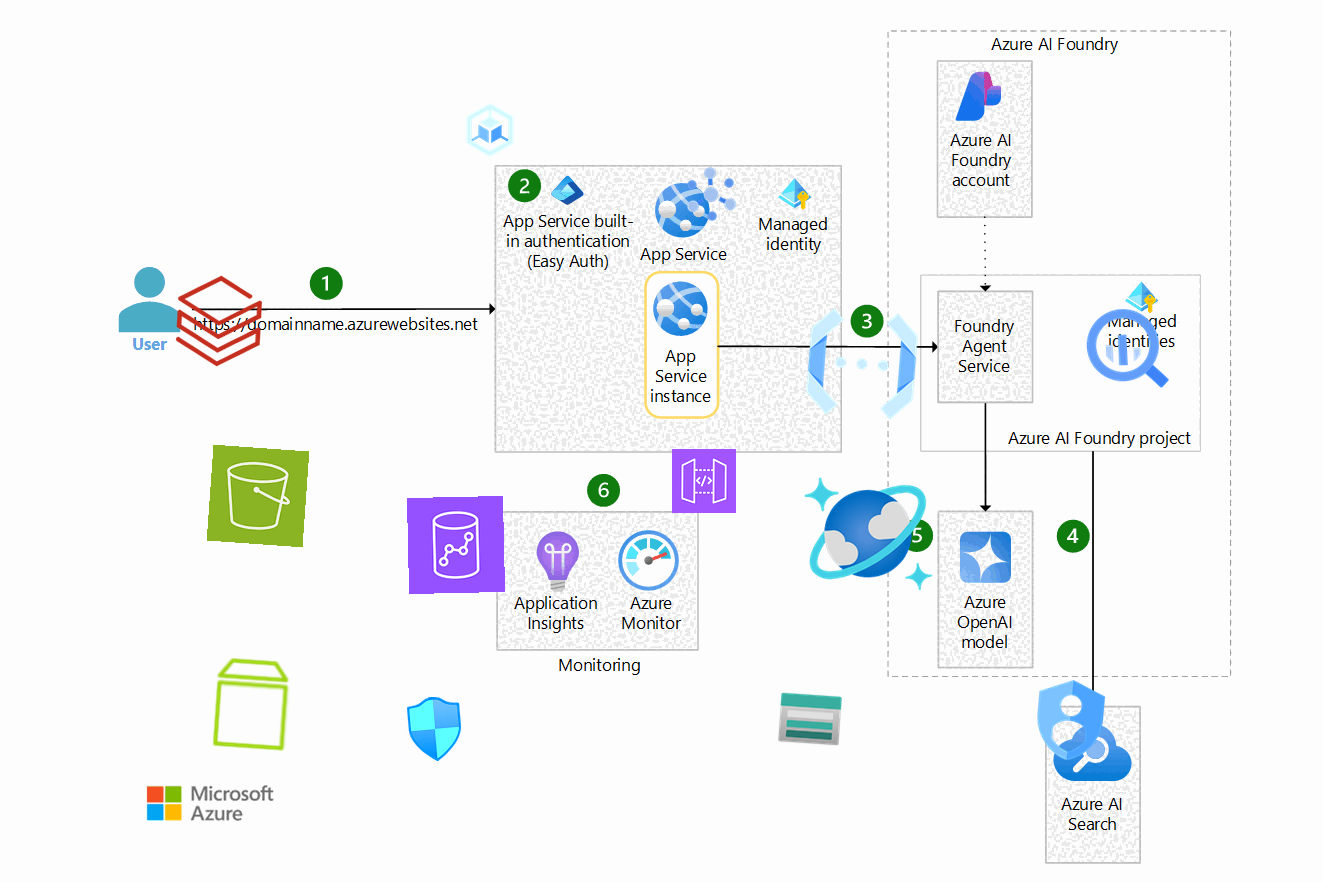 Azure AI Foundry
Azure AI
Foundry
account
2
App Service built-
in authentication
(Easy Auth)
App Service
Managed
identity
1
https://domainname.azurewebsites.net
User
App
Service
instance
3
Foundry
Agent
Service
Managed
identities
Azure AI Foundry project
6
Application
Insights
Azure
Monitor
Monitoring
5
4
Azure
OpenAI
model
Azure AI
Search
Microsoft
Azure